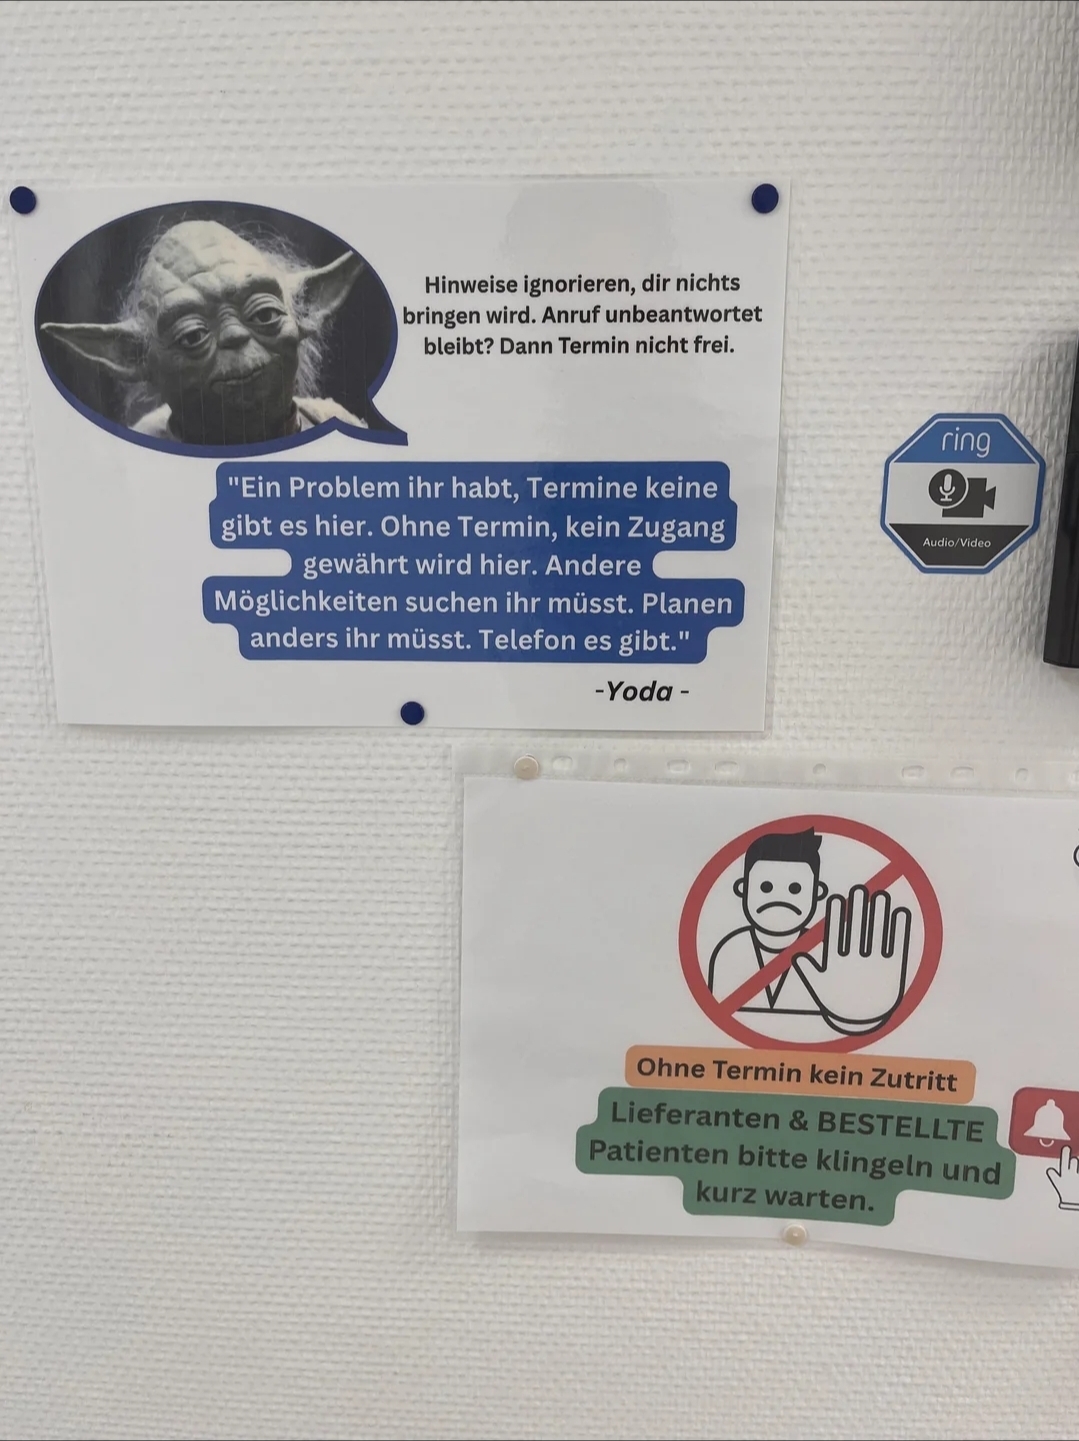 Hinweise ignorieren, dir nichts
bringen wird. Anruf unbeantwortet
bleibt? Dann Termin nicht frei.
"Ein Problem ihr habt, Termine keine
gibt es hier. Ohne Termin, kein Zugang
gewährt wird hier. Andere
Möglichkeiten suchen ihr müsst. Planen
anders ihr müsst. Telefon es gibt."
-Yoda -
ring
Audio/Video
Ohne Termin kein Zutritt
Lieferanten & BESTELLTE
Patienten bitte klingeln und
kurz warten.